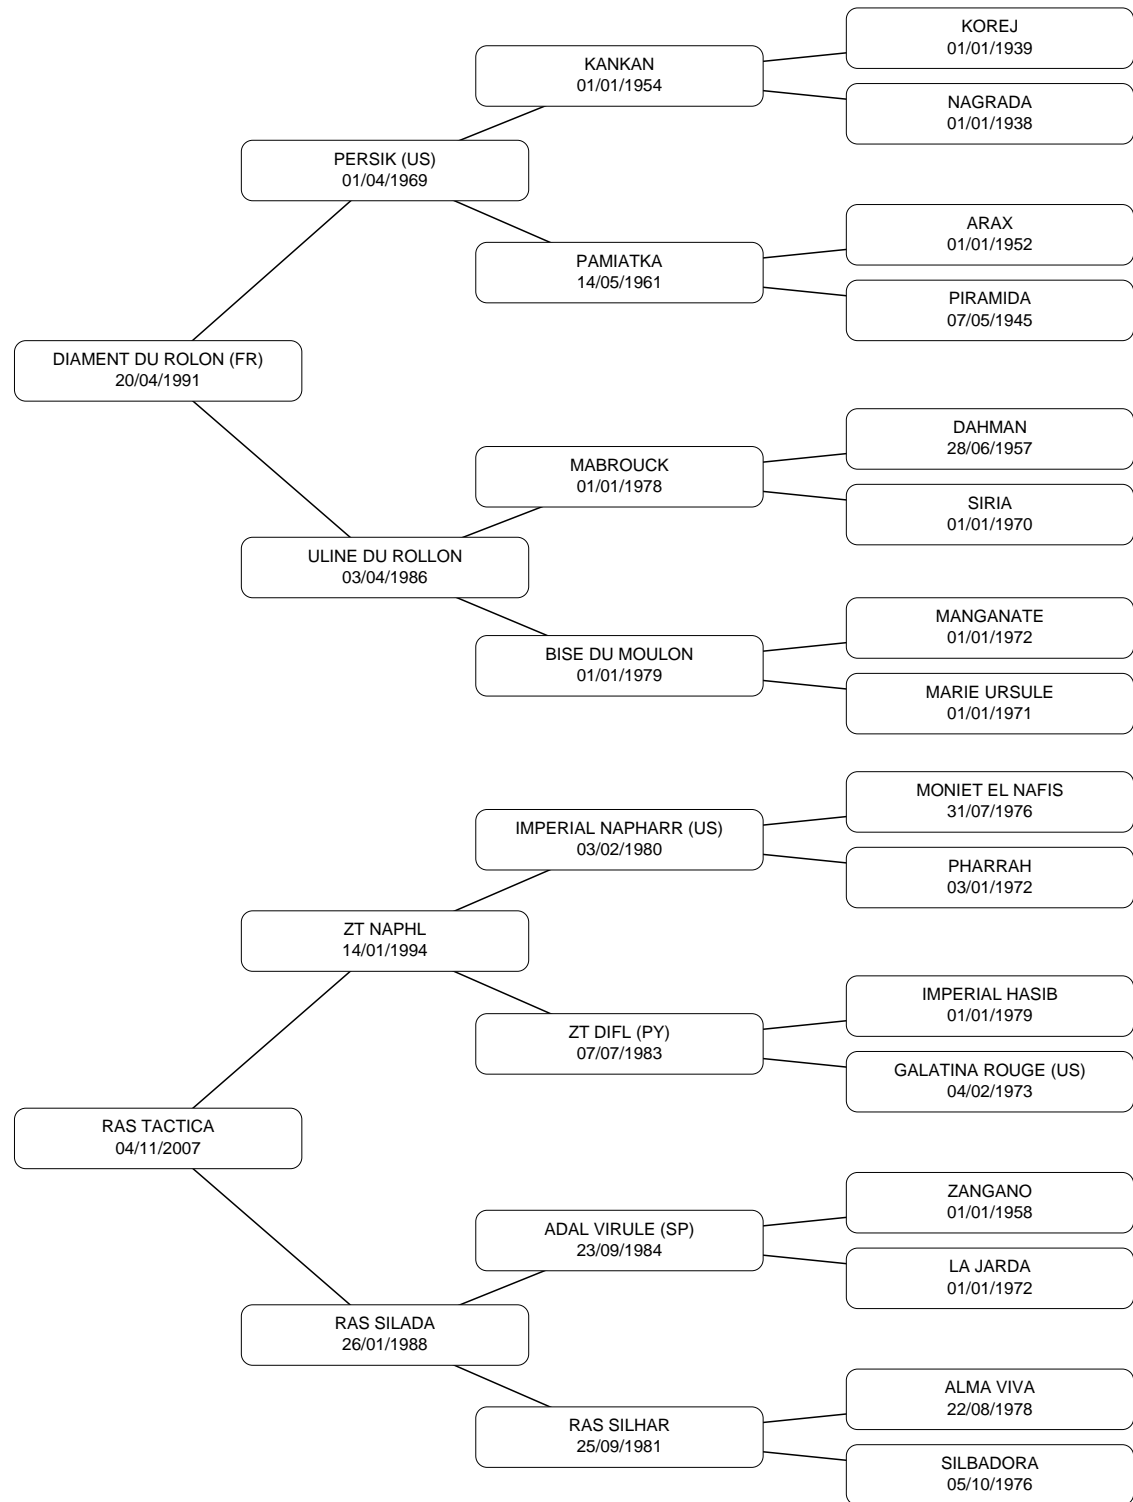 KOREJ
01/01/1939
KANKAN
01/01/1954
NAGRADA
01/01/1938
PERSIK (US)
01/04/1969
ARAX
01/01/1952
PAMIATKA
14/05/1961
PIRAMIDA
07/05/1945
DIAMENT DU ROLON (FR)
20/04/1991
DAHMAN
28/06/1957
MABROUCK
01/01/1978
SIRIA
01/01/1970
ULINE DU ROLLON
03/04/1986
MANGANATE
01/01/1972
BISE DU MOULON
01/01/1979
MARIE URSULE
01/01/1971
MONIET EL NAFIS
31/07/1976
IMPERIAL NAPHARR (US)
03/02/1980
PHARRAH
03/01/1972
ZT NAPHL
14/01/1994
IMPERIAL HASIB
01/01/1979
ZT DIFL (PY)
07/07/1983
GALATINA ROUGE (US)
04/02/1973
RAS TACTICA
04/11/2007
ZANGANO
01/01/1958
ADAL VIRULE (SP)
23/09/1984
LA JARDA
01/01/1972
RAS SILADA
26/01/1988
ALMA VIVA
22/08/1978
RAS SILHAR
25/09/1981
SILBADORA
05/10/1976